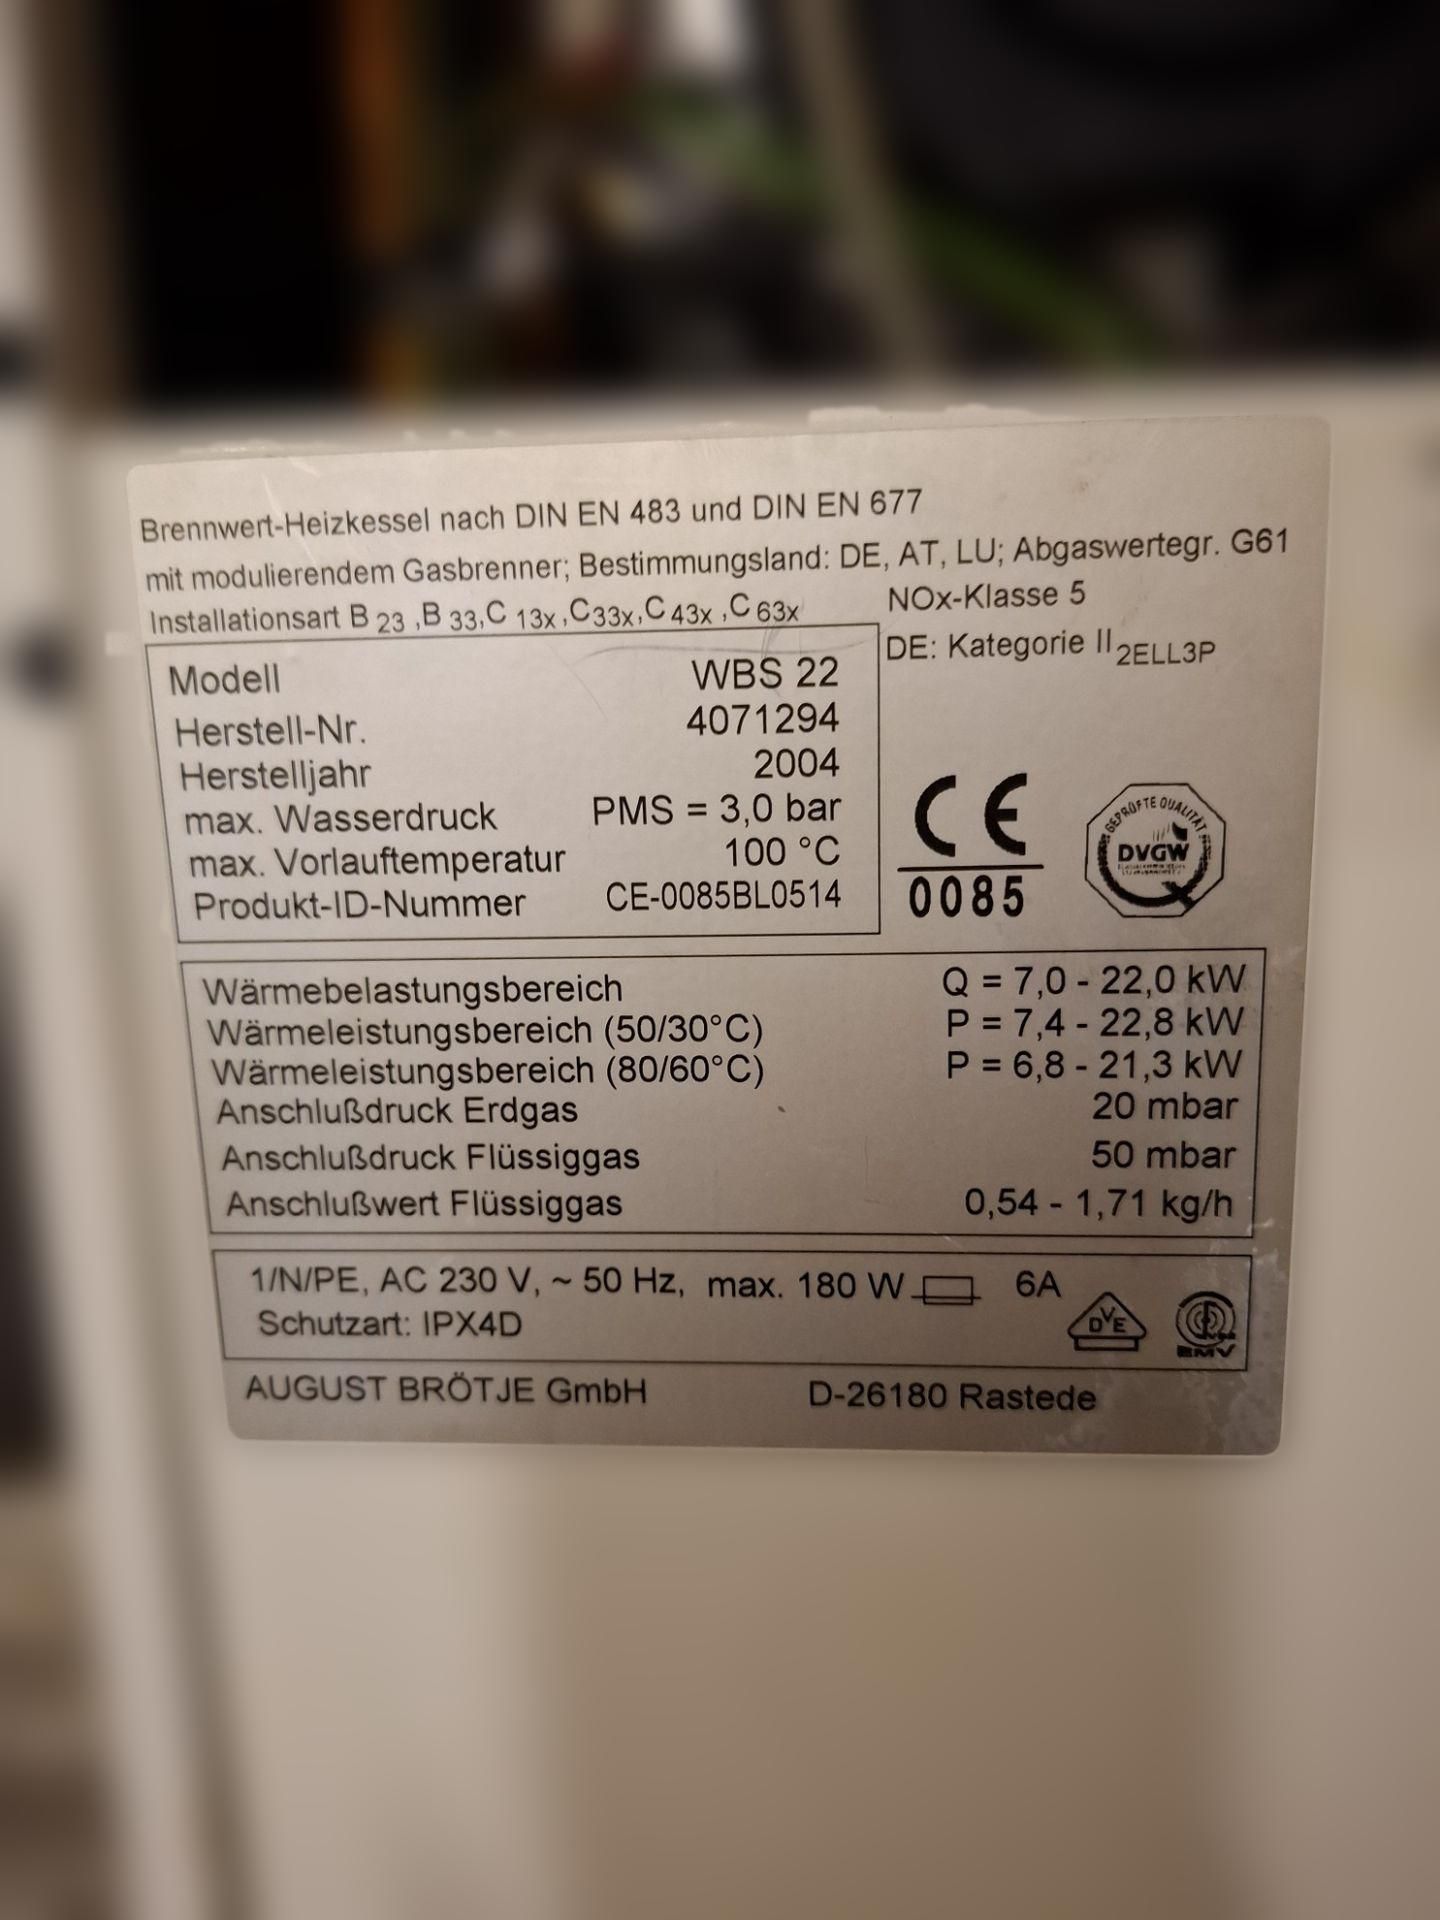 Brennwert-Heizkessel nach DIN EN 483 und DIN EN 677
mit modulierendem Gasbrenner; Bestimmungsland: DE, AT, LU; Abgaswertegr. G61
Installationsart B 23 ,B 33,C 13x ,C33x,C 43x ,C 63x NOx-Klasse 5
DE: Kategorie II 2ELL3P
Modell WBS 22
Herstell-Nr. 4071294
Herstelljahr 2004
max. Wasserdruck PMS = 3,0 bar
max. Vorlauftemperatur 100 °C
Produkt-ID-Nummer CE-0085BL0514
CE
0085
GEPRÜFTE QUALITÄT
DVGW
Wärmebelastungsbereich Q = 7,0 - 22,0 kW
Wärmeleistungsbereich (50/30°C) P = 7,4 - 22,8 kW
Wärmeleistungsbereich (80/60°C) P = 6,8 - 21,3 kW
Anschlußdruck Erdgas 20 mbar
Anschlußdruck Flüssiggas 50 mbar
Anschlußwert Flüssiggas 0,54 - 1,71 kg/h
1/N/PE, AC 230 V, ~ 50 Hz, max. 180 W 6A
Schutzart: IPX4D
DVE
EMV
AUGUST BRÖTJE GmbH D-26180 Rastede